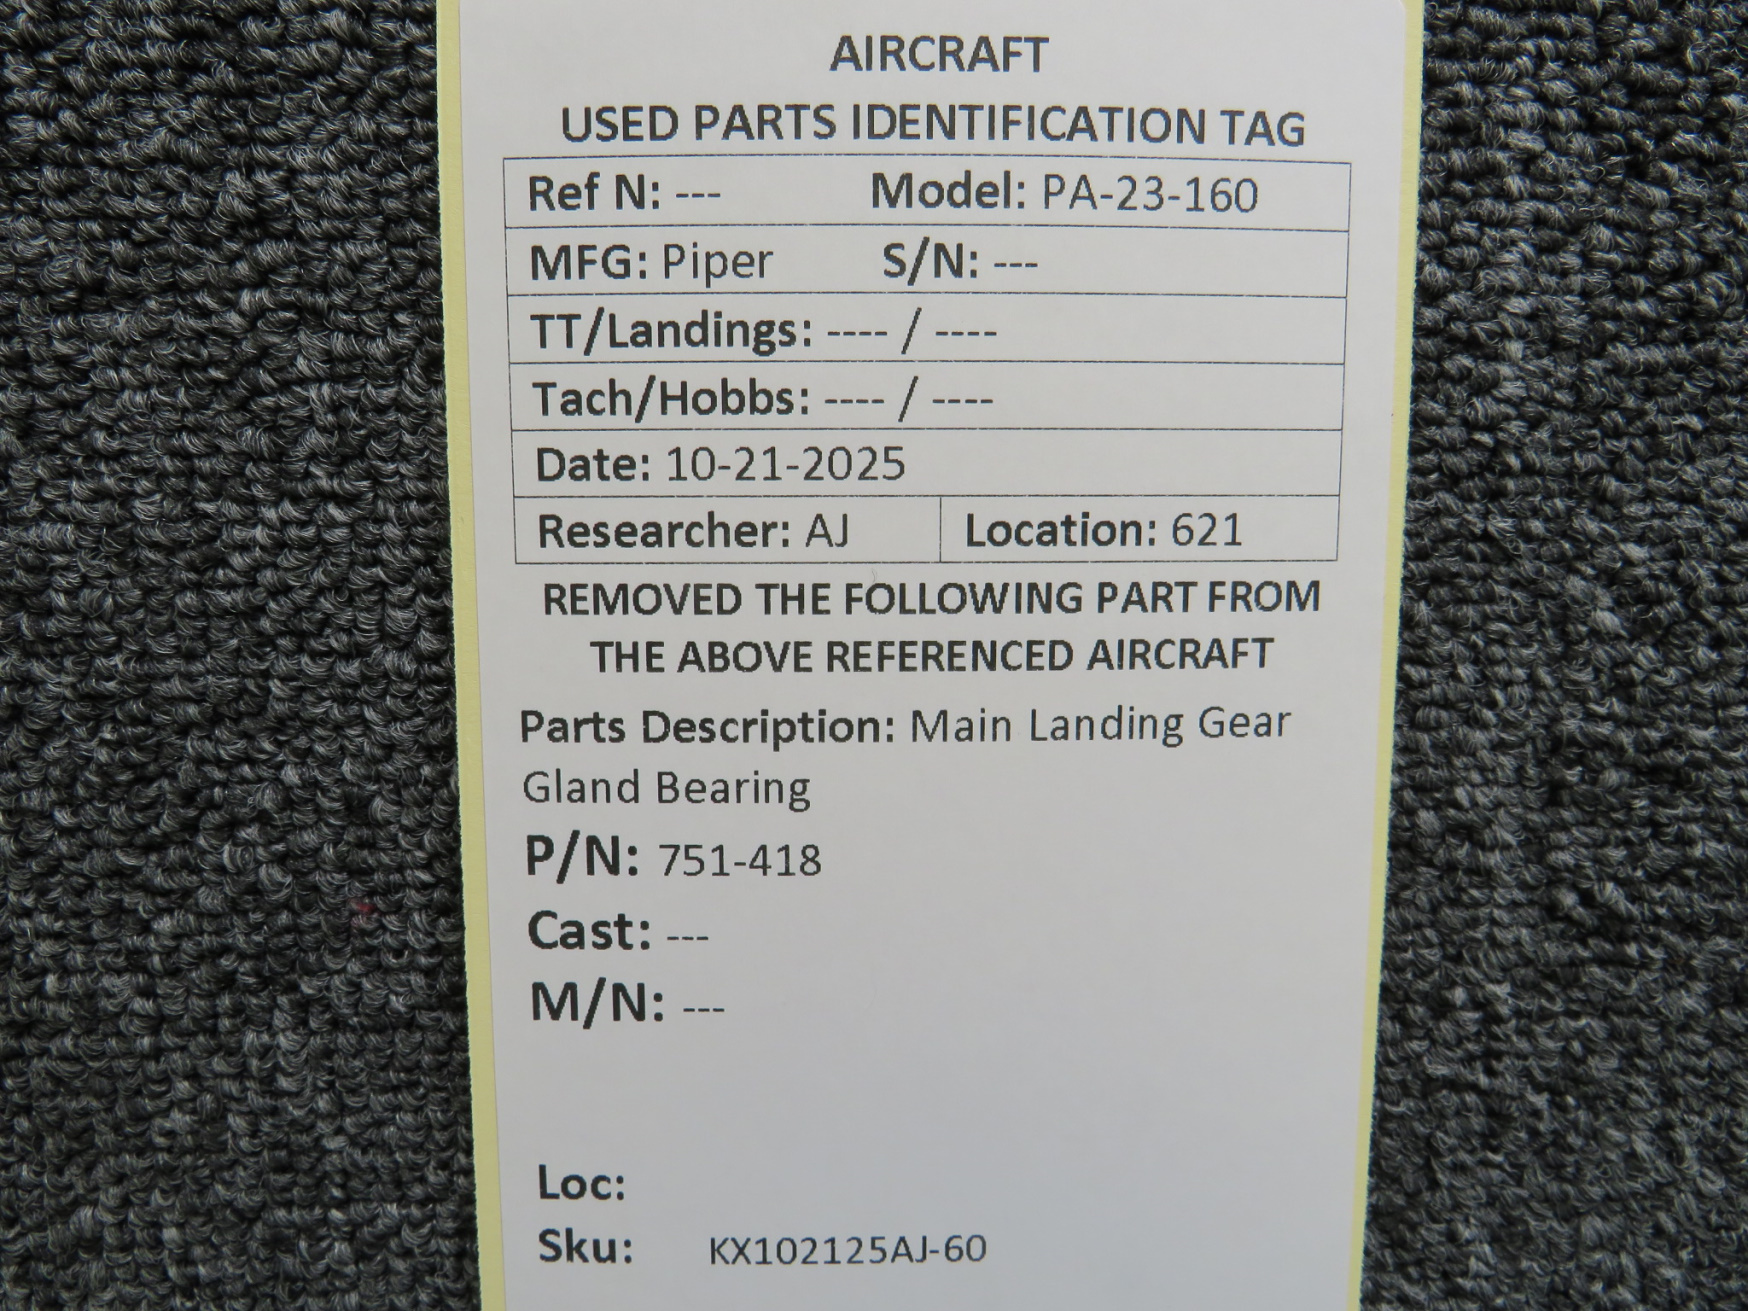 AIRCRAFT
USED PARTS IDENTIFICATION TAG
Ref N: --- Model: PA-23-160
MFG: Piper S/N: ---
TT/Landings: ---- / ----
Tach/Hobbs: ---- / ----
Date: 10-21-2025
Researcher: AJ Location: 621
REMOVED THE FOLLOWING PART FROM
THE ABOVE REFERENCED AIRCRAFT
Parts Description: Main Landing Gear
Gland Bearing
P/N: 751-418
Cast: ---
M/N: ---
Loc:
Sku: KX102125AJ-60